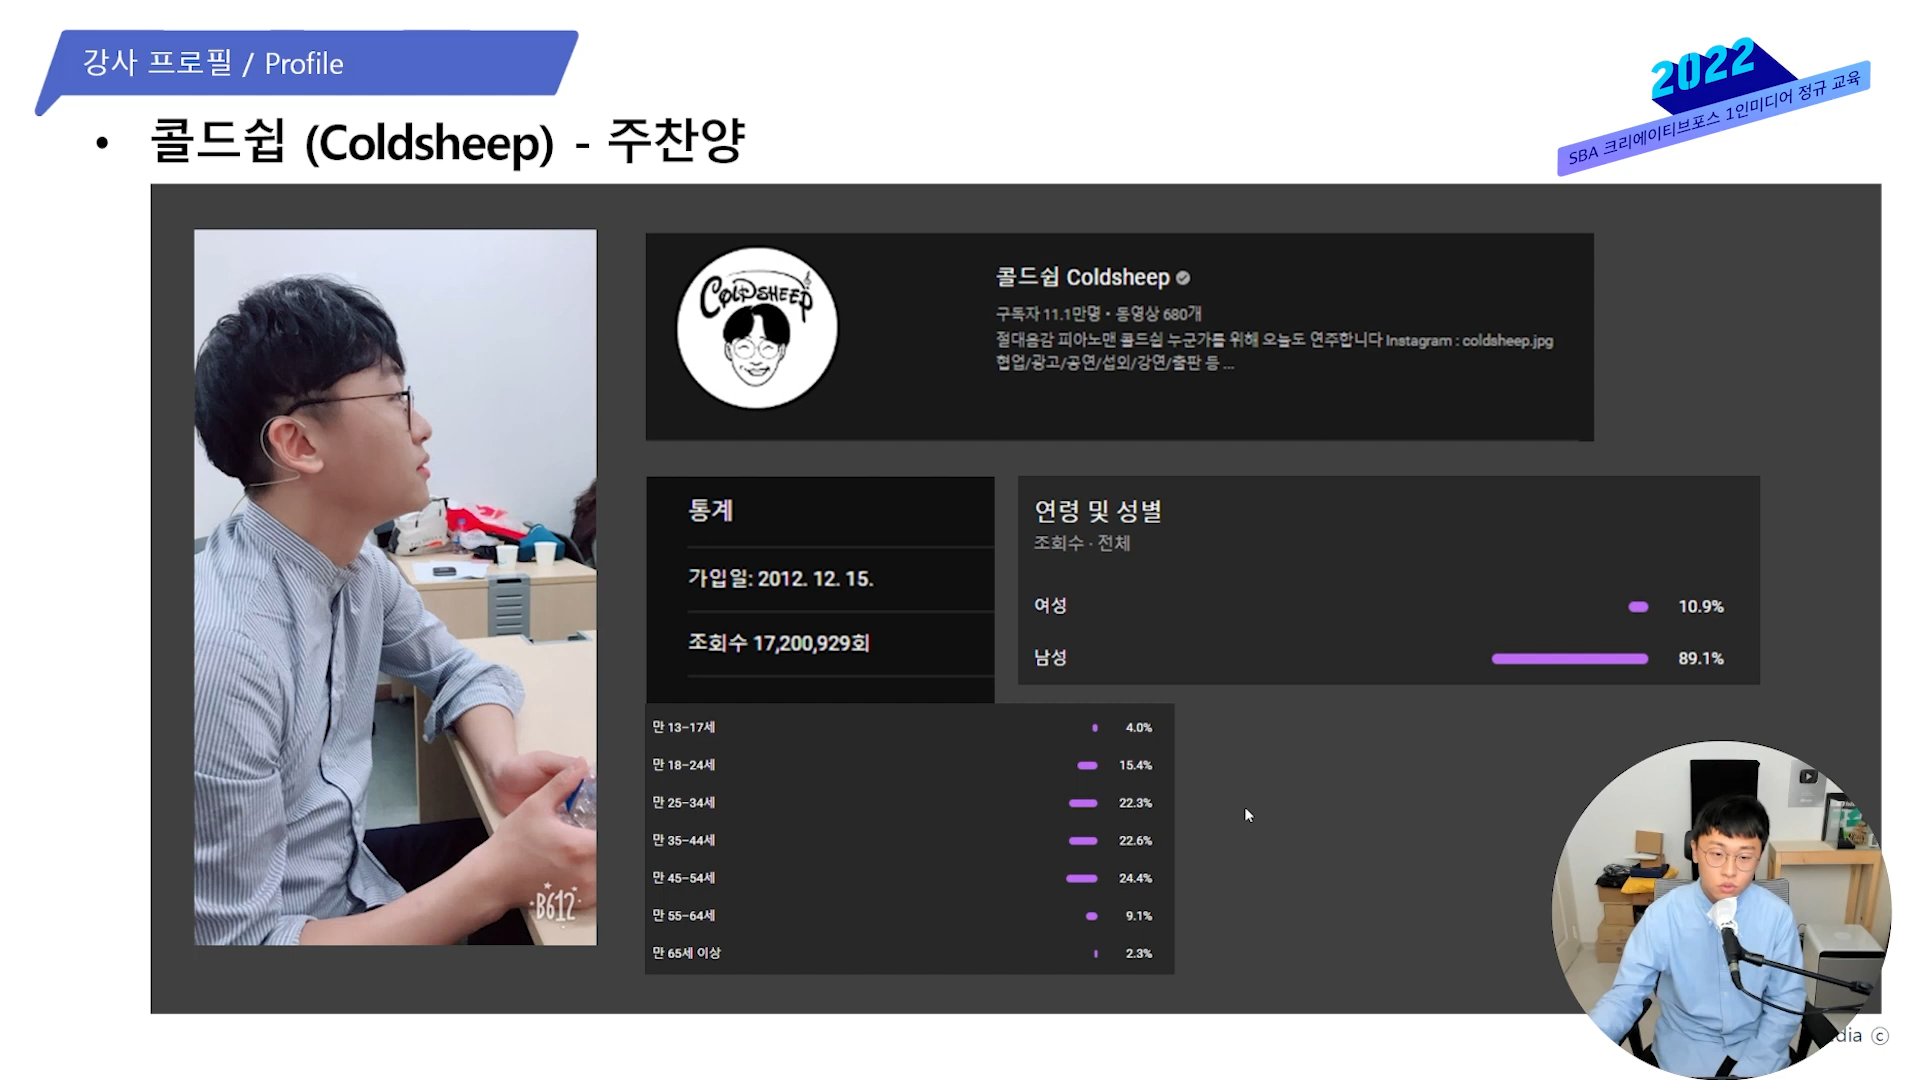 강사 프로필 / Profile
2022
SBA 크리에이티브포스 1인미디어 정규 교육
• 콜드쉽 (Coldsheep) - 주찬양
COLDSHEEP
콜드쉽 Coldsheep
구독자 11.1만명 • 동영상 680개
절대음감 피아노맨 콜드쉽 누군가를 위해 오늘도 연주합니다 Instagram : coldsheep.jpg
협업/광고/공연/섭외/강연/출판 등 ...
통계
가입일: 2012. 12. 15.
조회수 17,200,929회
연령 및 성별
조회수 · 전체
여성 10.9%
남성 89.1%
만 13–17세 4.0%
만 18–24세 15.4%
만 25–34세 22.3%
만 35–44세 22.6%
만 45–54세 24.4%
만 55–64세 9.1%
만 65세 이상 2.3%
B612
dia ⓒ